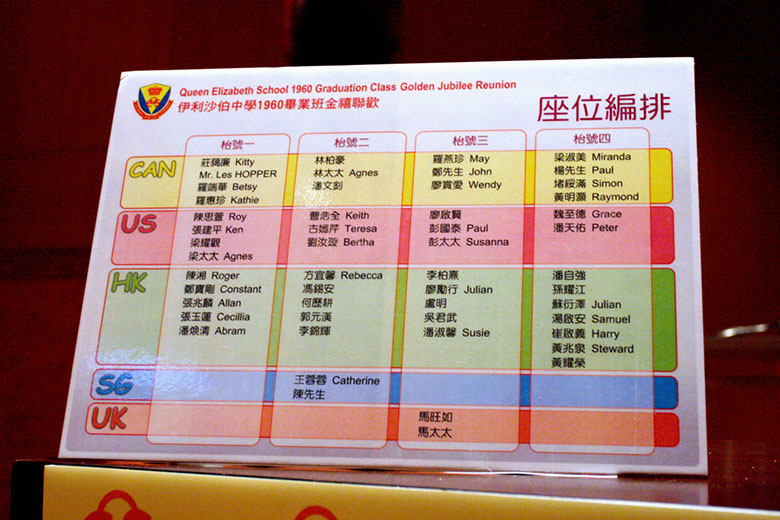 Queen Elizabeth School 1960 Graduation Class Golden Jubilee Reunion
伊利沙伯中學1960畢業班金禧聯歡
座位編排
枱號一 枱號二 枱號三 枱號四
CAN
莊瑞廉 Kitty
Mr. Les HOPPER
羅端華 Betsy
羅惠珍 Kathie
林柏豪
林太太 Agnes
潘文釗
羅燕珍 May
鄭先生 John
廖賞愛 Wendy
梁淑美 Miranda
楊先生 Paul
堵綏滿 Simon
黃明灝 Raymond
US
陳思管 Roy
張建平 Ken
梁耀觀
梁太太 Agnes
曹浩全 Keith
古嫣芹 Teresa
劉汝璇 Bertha
廖啟賢
彭國泰 Paul
彭太太 Susanna
魏至德 Grace
潘天佑 Peter
HK
陳湘 Roger
鄭寶剛 Constant
張兆麟 Allan
張玉蓮 Cecillia
潘煥清 Abram
方宜馨 Rebecca
馮錫安
何歷耕
郭元漢
李錦輝
李柏熹
廖勵行 Julian
盧明
吳君武
潘淑馨 Susie
潘自強
孫耀江
蘇衍澤 Julian
湯啟安 Samuel
崔啟義 Harry
黃兆泉 Steward
黃耀榮
SG
王蓉蓉 Catherine
陳先生
UK
馬旺如
馬太太